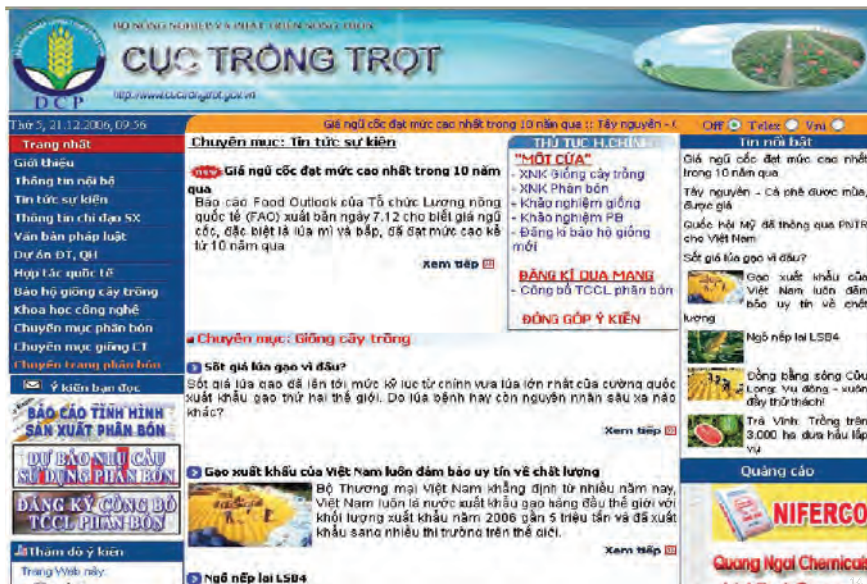 BỘ NÔNG NGHIỆP VÀ PHÁT TRIỂN NÔNG THÔN
CỤC TRỒNG TRỌT
http://www.cuctrongtrot.gov.vn
DCP
Thứ 5, 21.12.2006, 09:56
Giá ngũ cốc đạt mức cao nhất trong 10 năm qua :: Tây nguyên - C
Off Telex Vni
Trang nhất
Giới thiệu
Thông tin nội bộ
Tin tức sự kiện
Thông tin chỉ đạo SX
Văn bản pháp luật
Dự án ĐT, QH
Hợp tác quốc tế
Bảo hộ giống cây trồng
Khoa học công nghệ
Chuyên mục phân bón
Chuyên mục giống CT
Chuyên trang phân bón
Ý kiến bạn đọc
BÁO CÁO TÌNH HÌNH
SẢN XUẤT PHÂN BÓN
DỰ BÁO NHU CẦU
SỬ DỤNG PHÂN BÓN
ĐĂNG KÝ CÔNG BỐ
TCCL PHÂN BÓN
Thăm dò ý kiến
Trang Web này:
Chuyên mục: Tin tức sự kiện
new Giá ngũ cốc đạt mức cao nhất trong 10 năm
qua
Báo cáo Food Outlook của Tổ chức Lương nông
quốc tế (FAO) xuất bản ngày 7.12 cho biết giá ngũ
cốc, đặc biệt là lúa mì và bắp, đã đạt mức cao kể
từ 10 năm qua
Xem tiếp
THỦ TỤC H.CHÍNH
"MỘT CỬA"
- XNK Giống cây trồng
- XNK Phân bón
- Khảo nghiệm giống
- Khảo nghiệm PB
- Đăng kí bảo hộ giống
mới
ĐĂNG KÍ QUA MẠNG
- Công bố TCCL phân bón
ĐÓNG GÓP Ý KIẾN
Chuyên mục: Giống cây trồng
Sốt giá lúa gạo vì đâu?
Sốt giá lúa gạo đã lên tới mức kỷ lục từ chính vựa lúa lớn nhất của cường quốc
xuất khẩu gạo thứ hai thế giới. Do lúa bệnh hay còn nguyên nhân sâu xa nào
khác?
Xem tiếp
Gạo xuất khẩu của Việt Nam luôn đảm bảo uy tín về chất lượng
Bộ Thương mại Việt Nam khẳng định từ nhiều năm nay,
Việt Nam luôn là nước xuất khẩu gạo hàng đầu thế giới với
khối lượng xuất khẩu năm 2006 gần 5 triệu tấn và đã xuất
khẩu sang nhiều thị trường trên thế giới.
Xem tiếp
Ngô nếp lai LSB4
Tin nổi bật
Giá ngũ cốc đạt mức cao nhất
trong 10 năm qua
Tây nguyên - Cà phê được mùa,
được giá
Quốc hội Mỹ đã thông qua PNTR
cho Việt Nam
Sốt giá lúa gạo vì đâu?
Gạo xuất khẩu của
Việt Nam luôn đảm
bảo uy tín về chất
lượng
Ngô nếp lai LSB4
Đồng bằng sông Cửu
Long: Vụ đông - xuân
đầy thử thách!
Trà Vinh: Trồng trên
3.000 ha dưa hấu lấp
vụ
Quảng cáo
NIFERCO
Quang Ngai Chemical